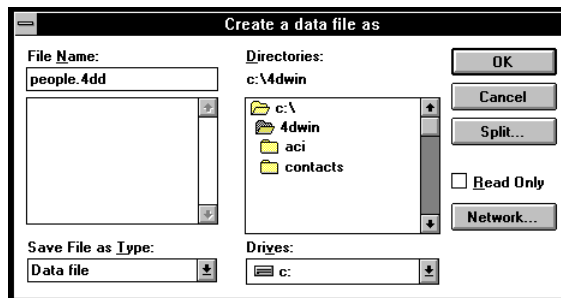 Create a data file as
File Name:
people.4dd
Directories:
c:\4dwin
c:\
4dwin
aci
contacts
OK
Cancel
Split...
Read Only
Network...
Save File as Type:
Data file
Drives:
c: